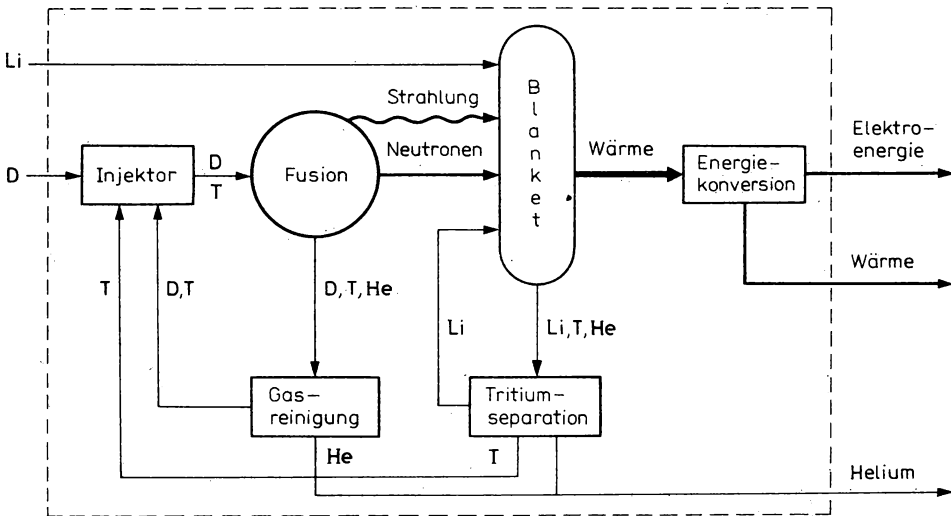 Li
Strahlung
B
l
a
n
k
e
t
Elektro-
energie
D
Injektor
D
T
Fusion
Neutronen
Wärme
Energie-
konversion
Wärme
T
D,T
D,T,He
Li
Li,T,He
Gas-
reinigung
Tritium-
separation
He
T
Helium